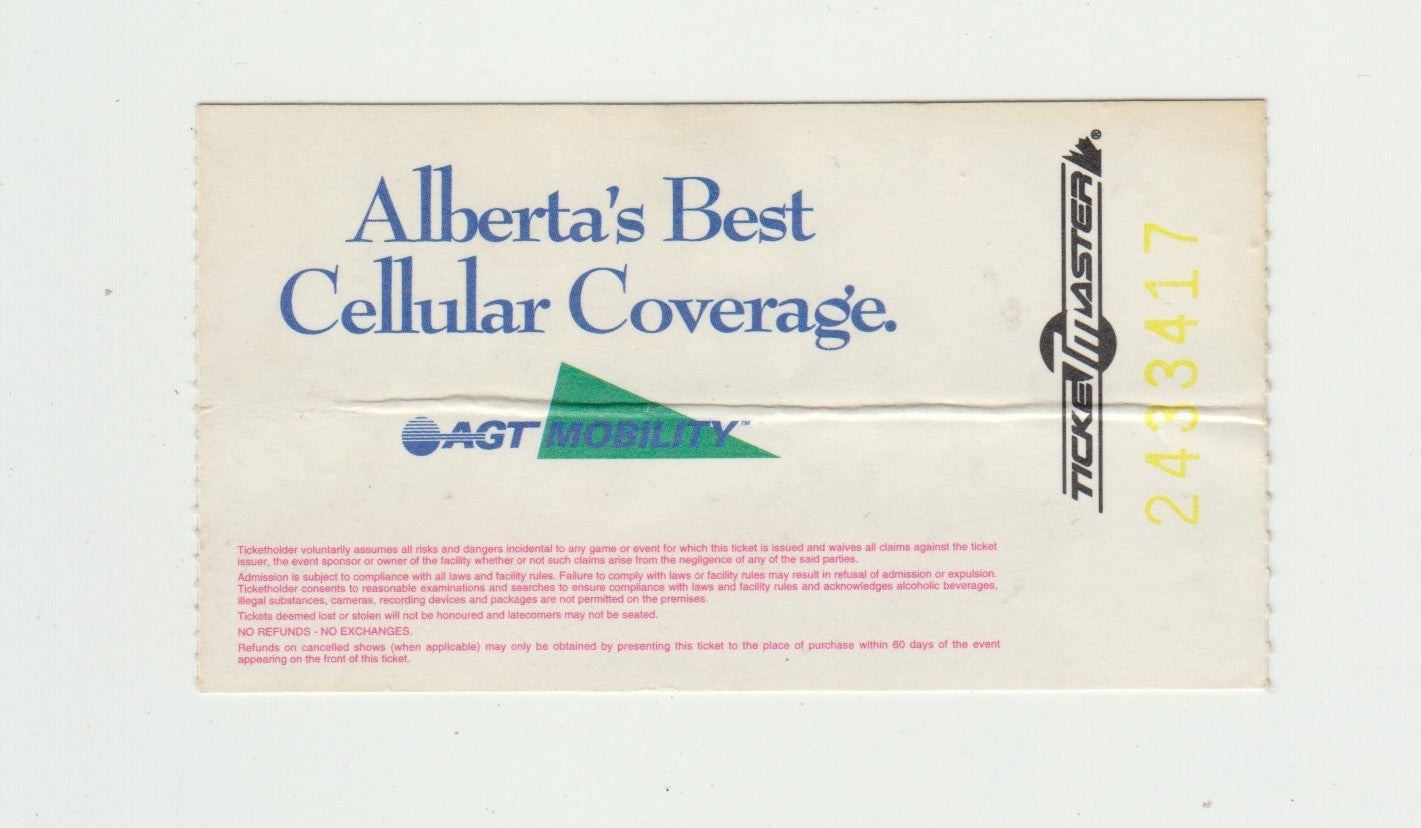 Alberta's Best
Cellular Coverage.
AGT MOBILITY™
Ticketholder voluntarily assumes all risks and dangers incidental to any game or event for which this ticket is issued and waives all claims against the ticket
issuer, the event sponsor or owner of the facility whether or not such claims arise from the negligence of any of the said parties.
Admission is subject to compliance with all laws and facility rules. Failure to comply with laws or facility rules may result in refusal of admission or expulsion.
Ticketholder consents to reasonable examinations and searches to ensure compliance with laws and facility rules and acknowledges alcoholic beverages,
illegal substances, cameras, recording devices and packages are not permitted on the premises.
Tickets deemed lost or stolen will not be honoured and latecomers may not be seated.
NO REFUNDS - NO EXCHANGES.
Refunds on cancelled shows (when applicable) may only be obtained by presenting this ticket to the place of purchase within 60 days of the event
appearing on the front of this ticket.
TICKETMASTER®
2433417